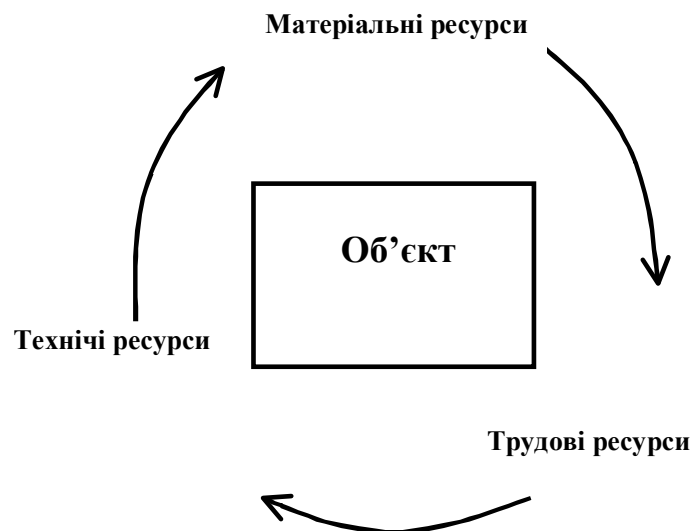 Матеріальні ресурси
Об’єкт
Технічі ресурси
Трудові ресурси